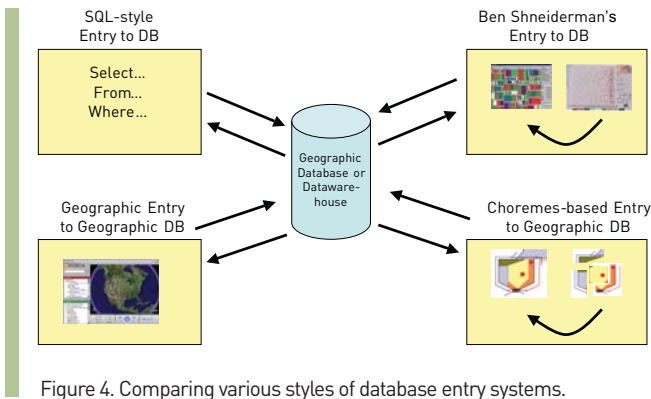 SQL-style
Entry to DB
Select...
From...
Where...
Ben Shneiderman's
Entry to DB
Geographic
Database or
Dataware-
house
Geographic Entry
to Geographic DB
Choremes-based Entry
to Geographic DB
Figure 4. Comparing various styles of database entry systems.